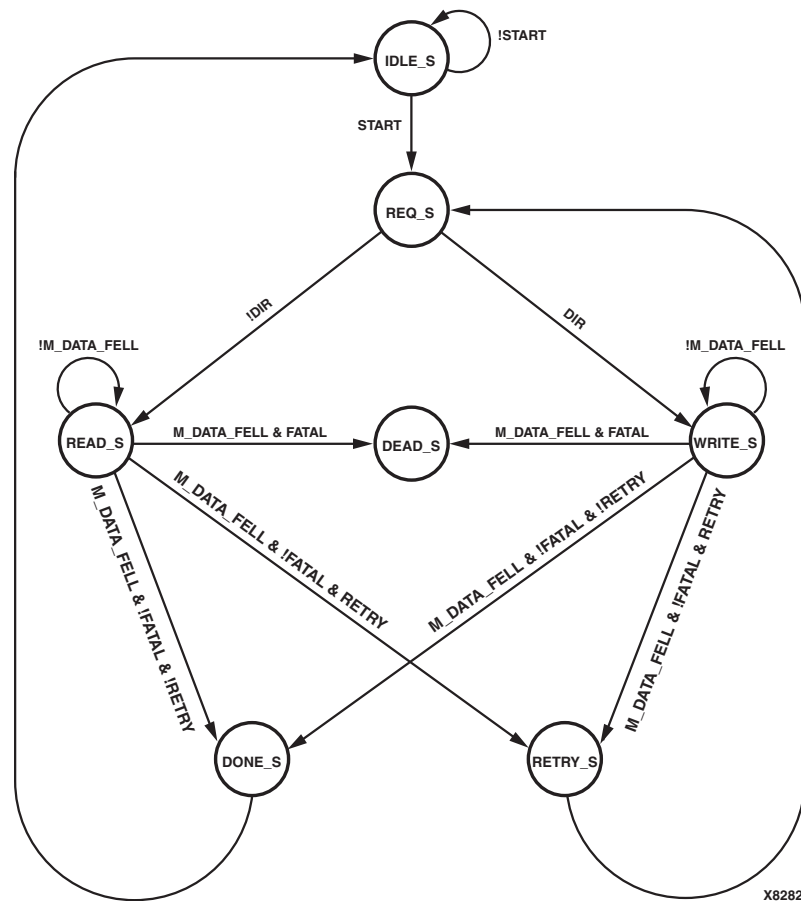 !START
IDLE_S
START
REQ_S
!DIR
DIR
!M_DATA_FELL
!M_DATA_FELL
READ_S
M_DATA_FELL & FATAL
DEAD_S
M_DATA_FELL & FATAL
WRITE_S
M_DATA_FELL & !FATAL & !RETRY
M_DATA_FELL & !FATAL & RETRY
M_DATA_FELL & !FATAL & !RETRY
M_DATA_FELL & !FATAL & RETRY
DONE_S
RETRY_S
X8282